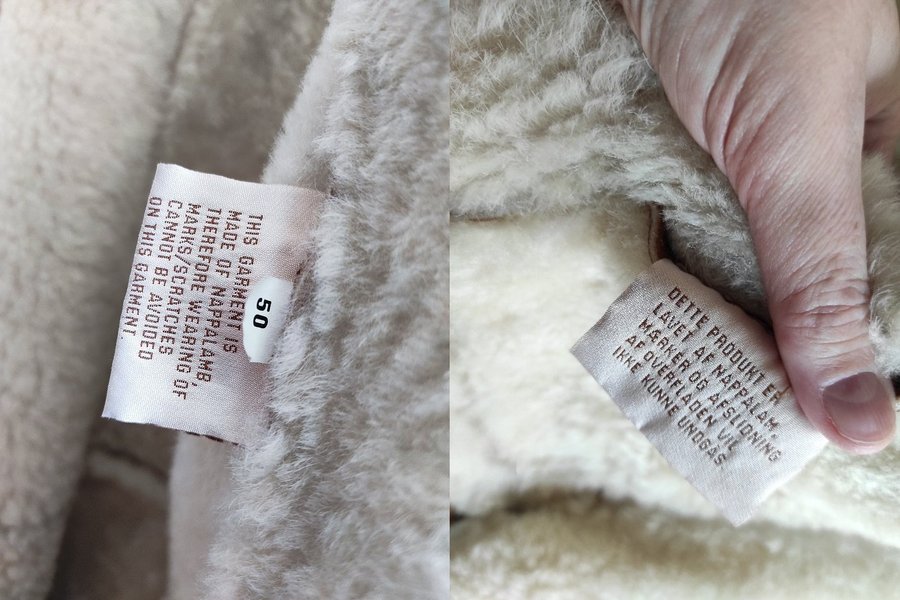 THIS GARMENT IS
MADE OF NAPPALAMB,
THEREFORE WEARING OF
MARKS/SCRATCHES
CANNOT BE AVOIDED
ON THIS GARMENT.
50
DETTE PRODUKT ER
LAVET AF NAPPALAM.
MÆRKER OG AFSLIDNING
AF OVERFLADEN VIL
IKKE KUNNE UNDGÅS